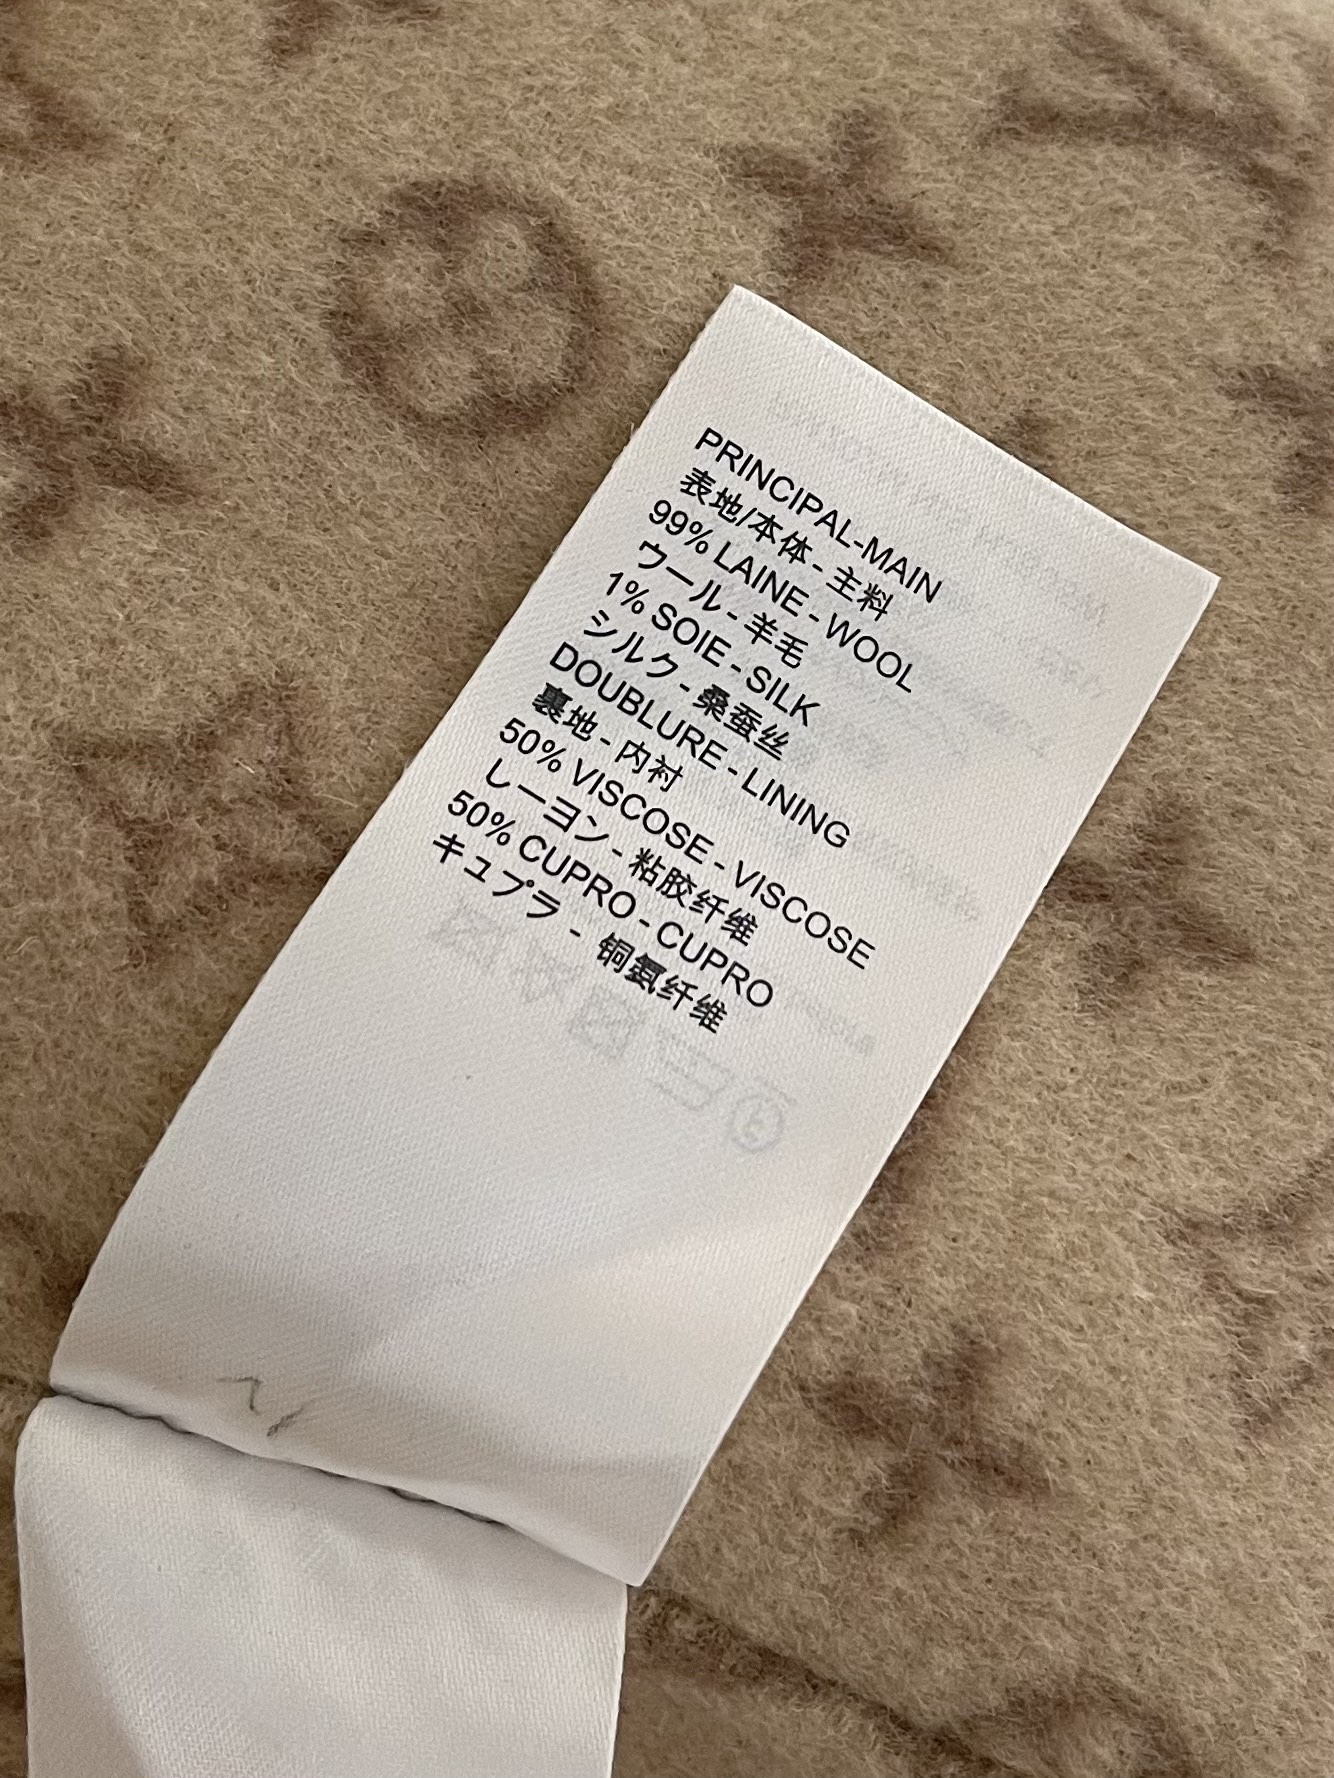 PRINCIPAL-MAIN
表地/本体 - 主料
99% LAINE - WOOL
ウール - 羊毛
1% SOIE - SILK
シルク - 桑蚕丝
DOUBLURE - LINING
裏地 - 内衬
50% VISCOSE - VISCOSE
しーヨン - 粘胶纤维
50% CUPRO - CUPRO
キュプラ - 铜氨纤维